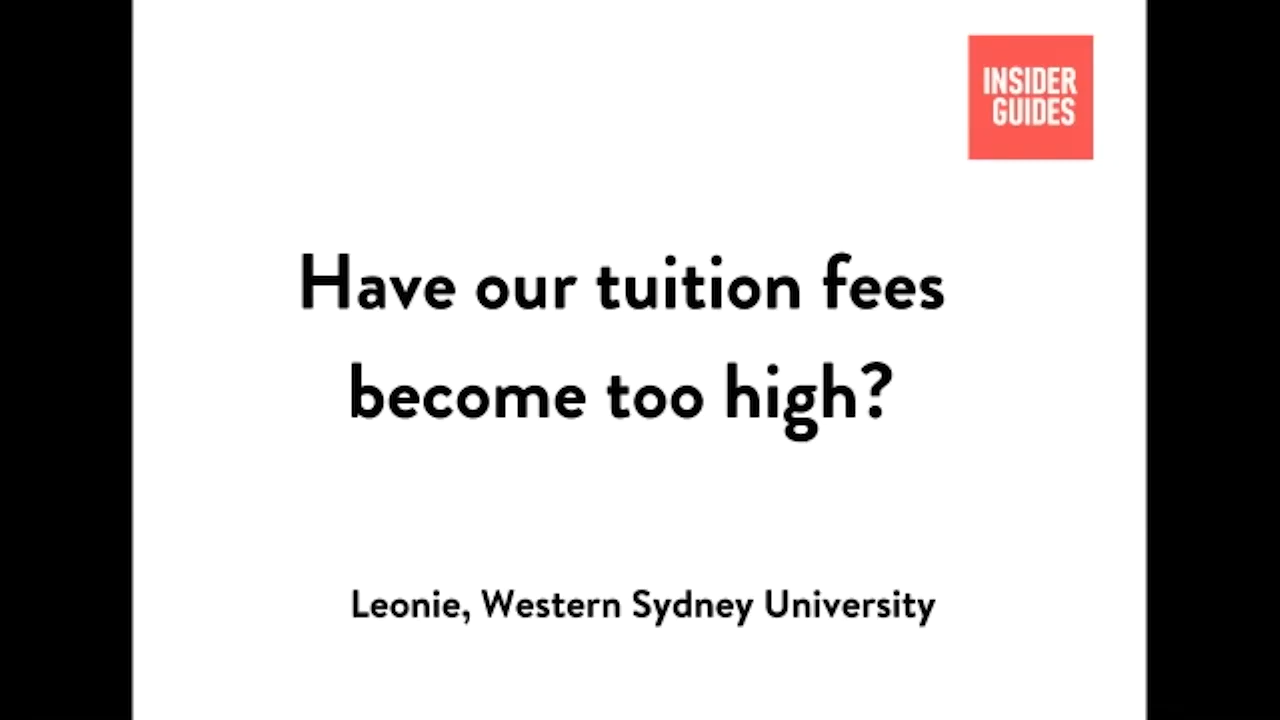 INSIDER
GUIDES
Have our tuition fees
become too high?
Leonie, Western Sydney University